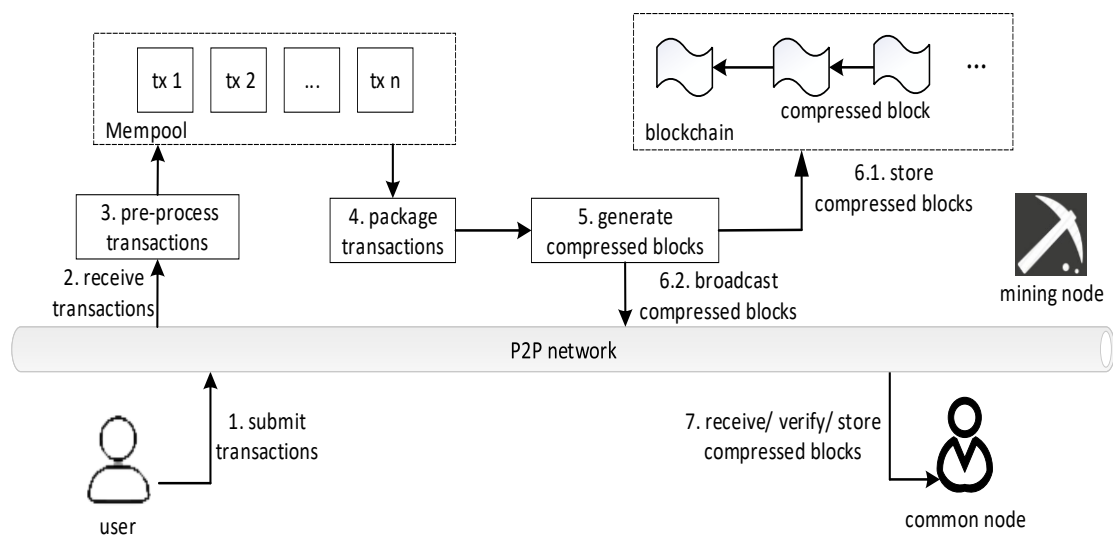 tx 1
tx 2
...
tx n
Mempool
...
compressed block
blockchain
3. pre-process
transactions
4. package
transactions
5. generate
compressed blocks
6.1. store
compressed blocks
2. receive
transactions
6.2. broadcast
compressed blocks
mining node
P2P network
1. submit
transactions
7. receive/ verify/ store
compressed blocks
user
common node